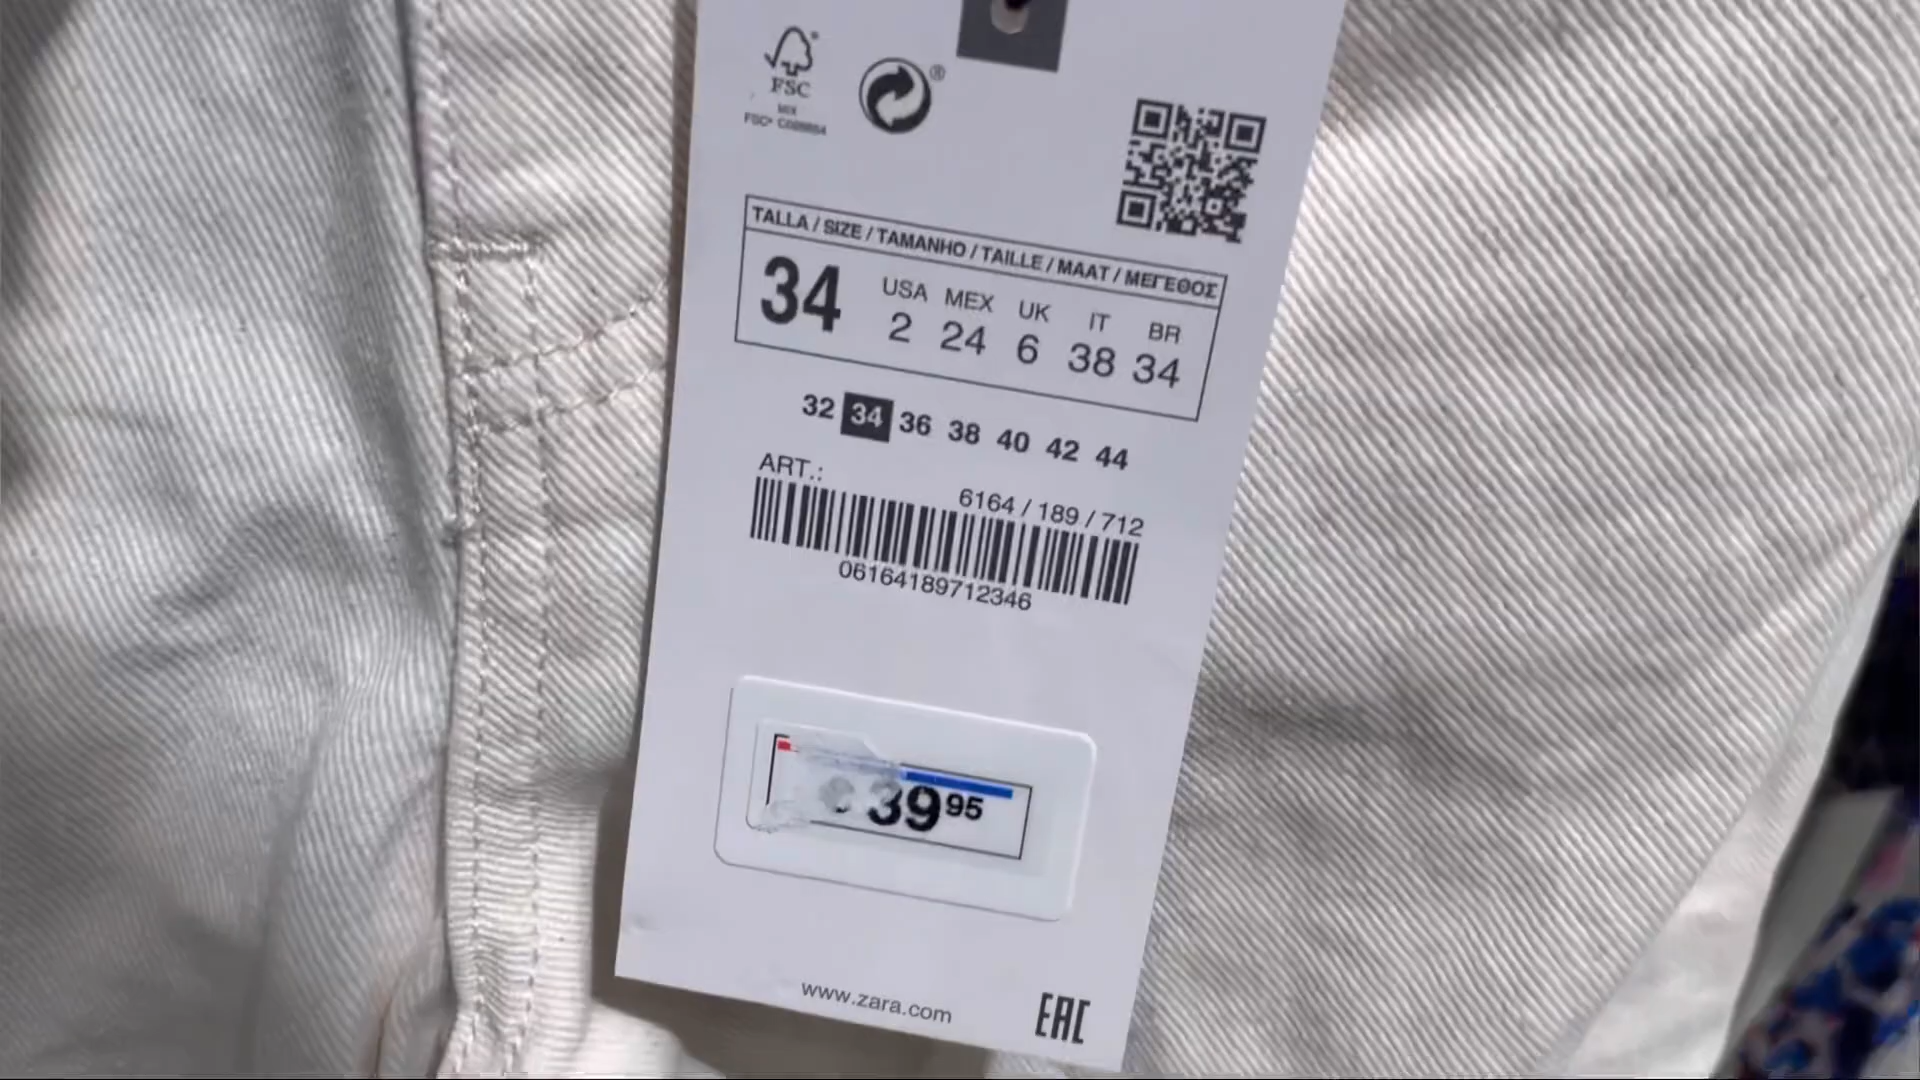 FSC
MIX
TALLA / SIZE / TAMANHO / TAILLE / MAAT / ΜΕΓΕΘΟΣ
34
USA MEX UK IT BR
2 24 6 38 34
32 34 36 38 40 42 44
ART.:
6164 / 189 / 712
06164189712346
39 95
www.zara.com
EAC